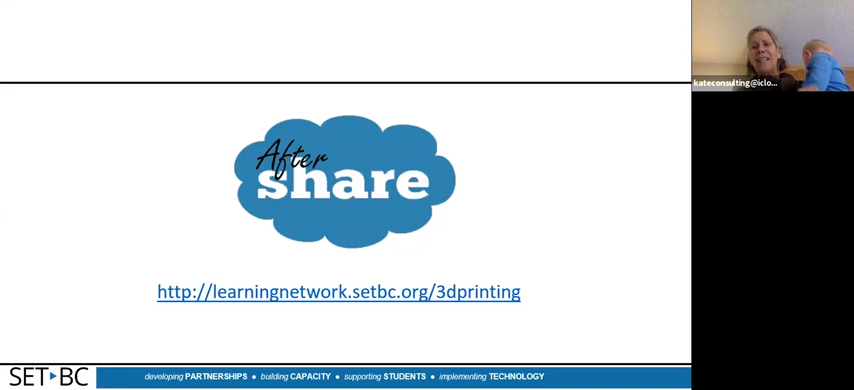 After
share
http://learningnetwork.setbc.org/3dprinting
kateconsulting@iclo...
SET BC
developing PARTNERSHIPS ● building CAPACITY ● supporting STUDENTS ● implementing TECHNOLOGY